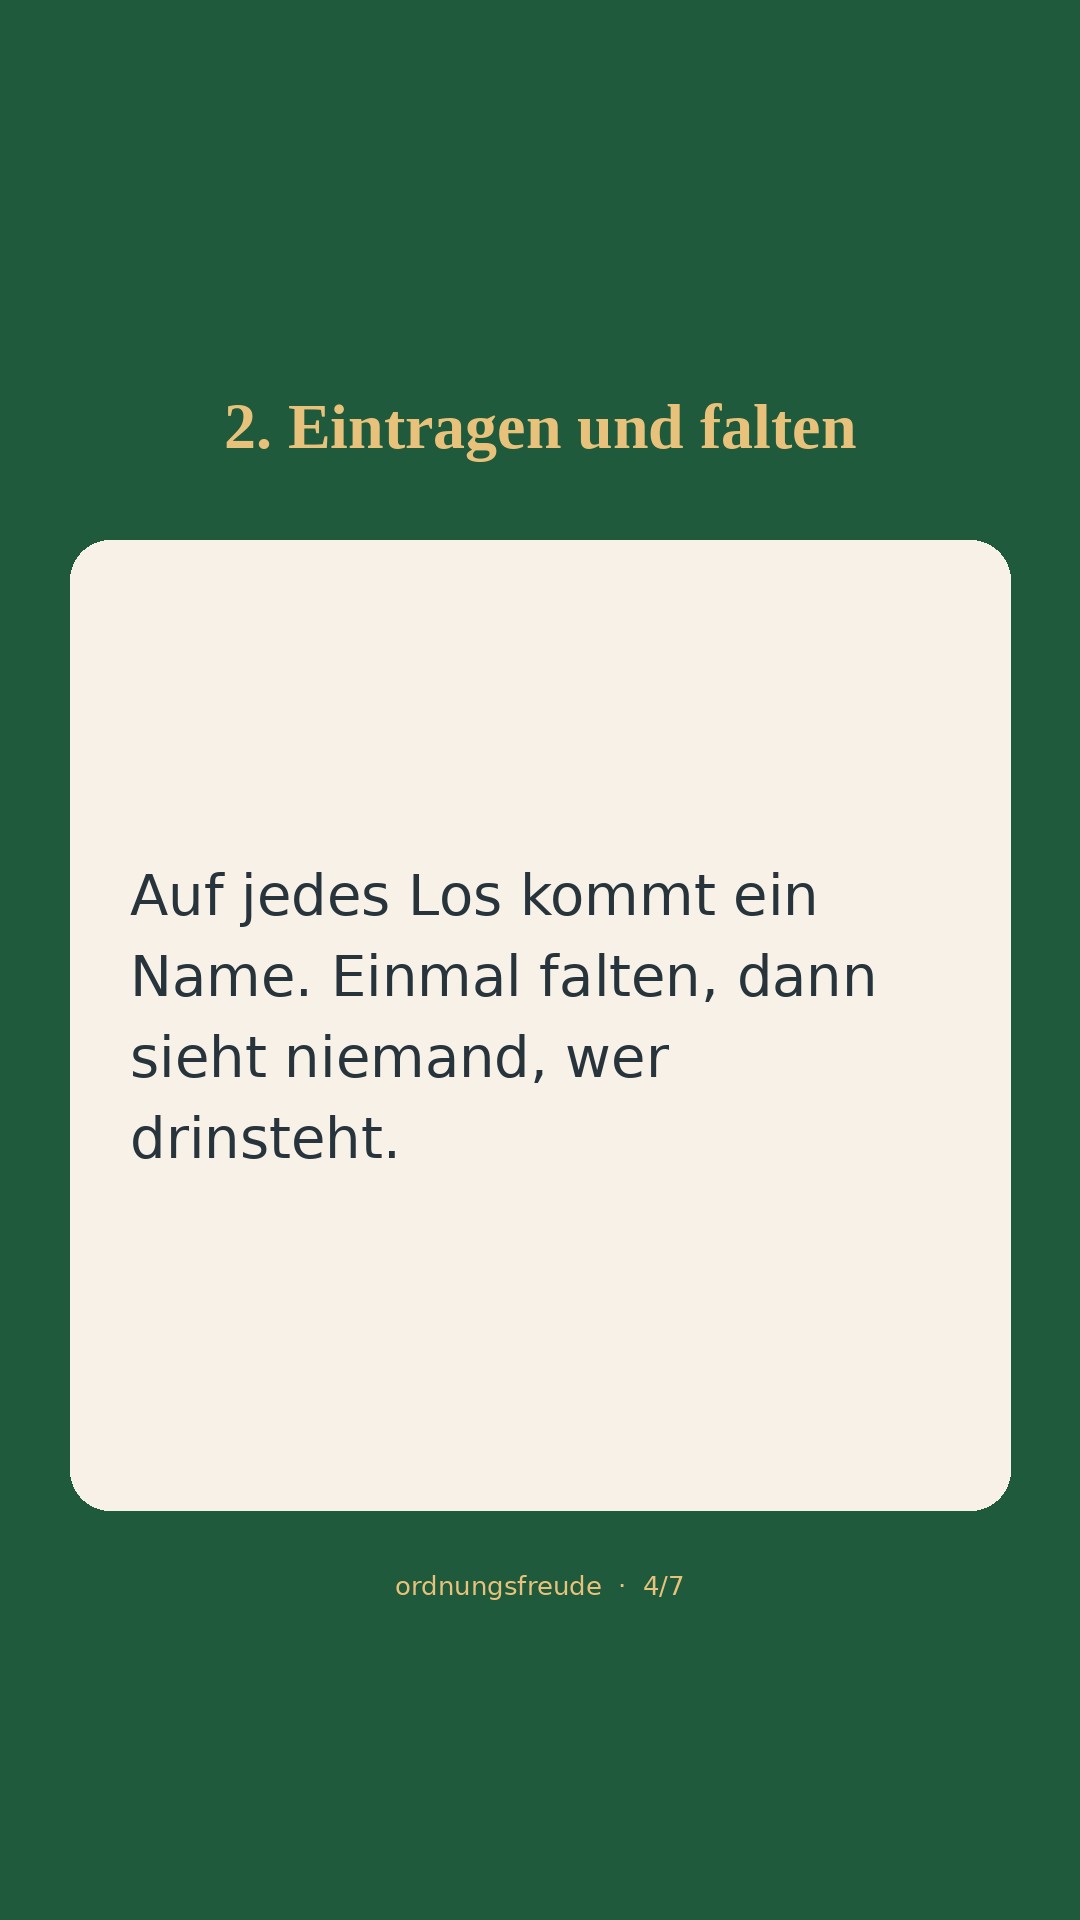 2. Eintragen und falten
Auf jedes Los kommt ein
Name. Einmal falten, dann
sieht niemand, wer
drinsteht.
ordnungsfreude · 4/7